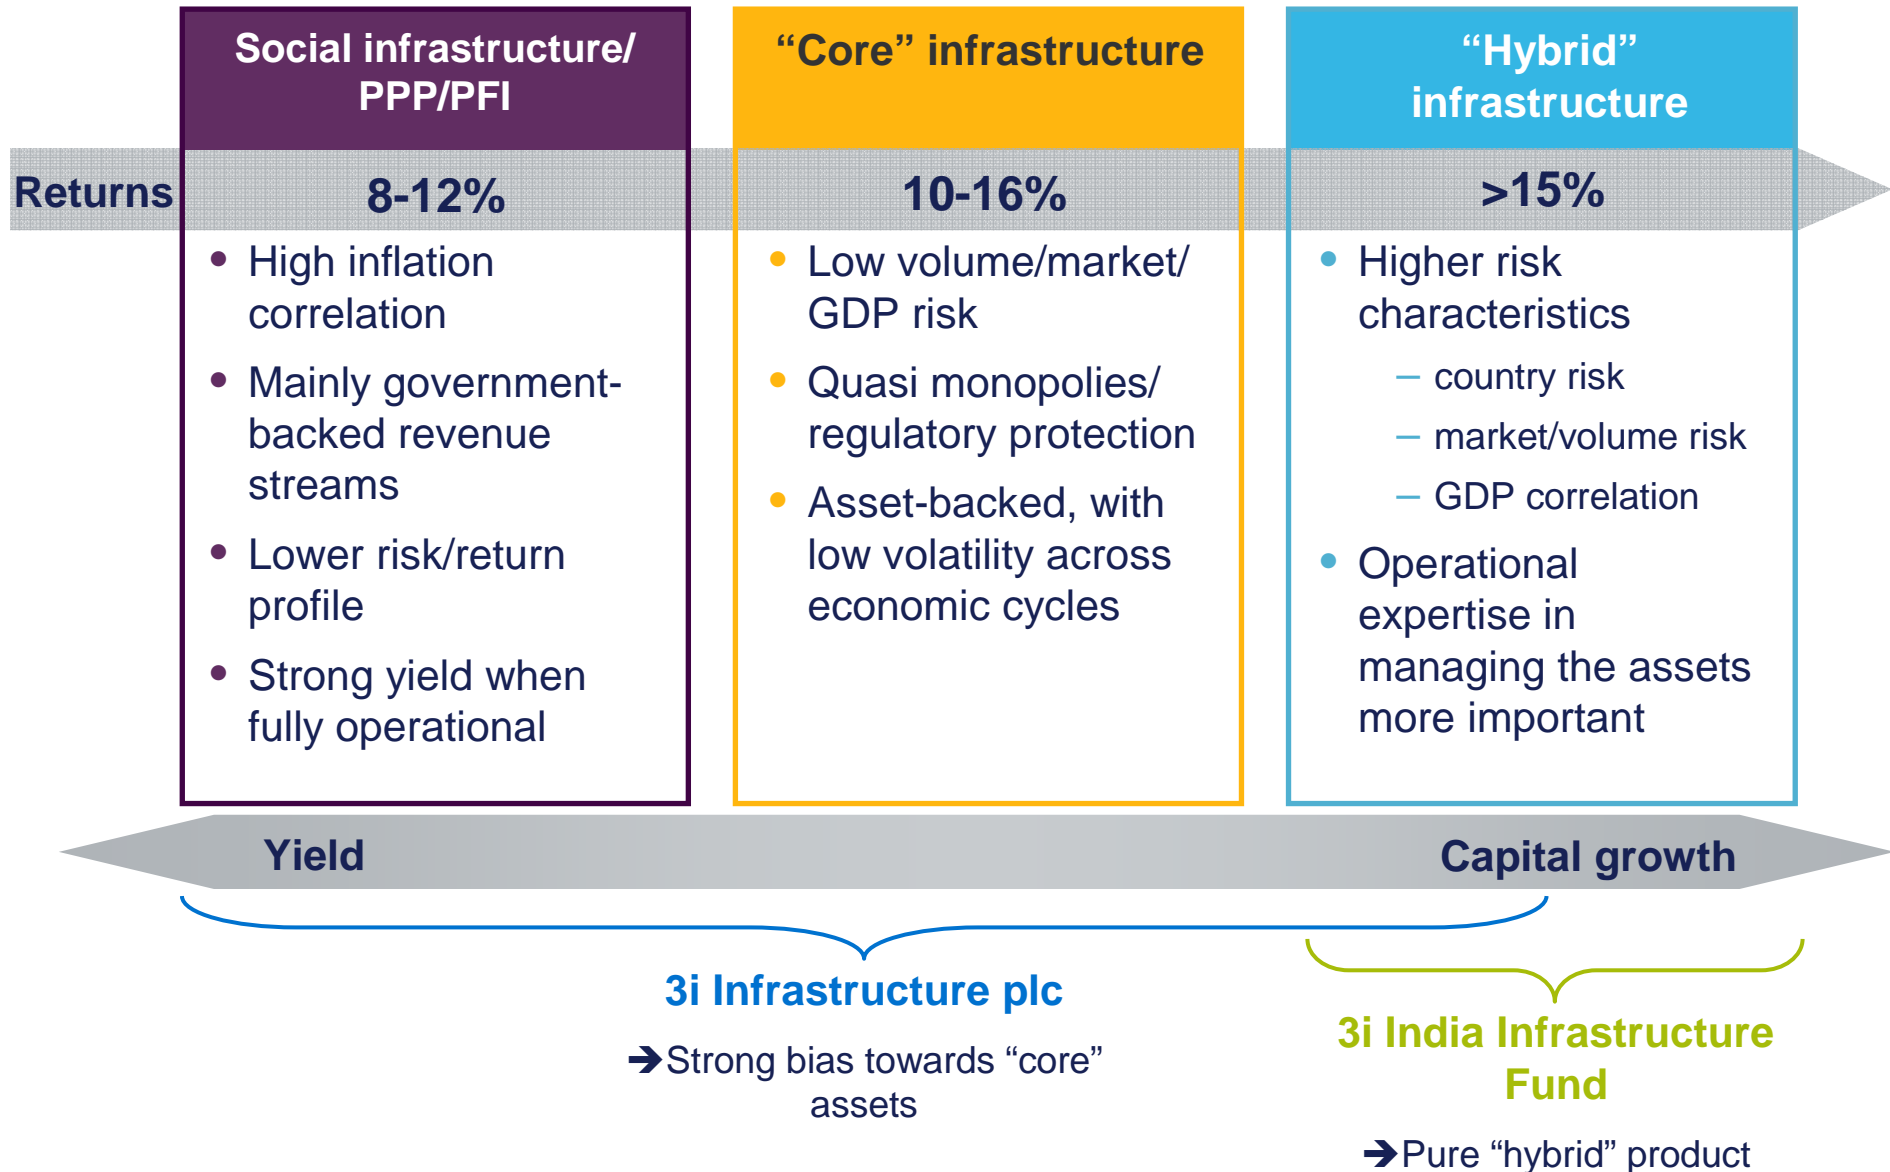 Social infrastructure/
PPP/PFI
“Core” infrastructure
“Hybrid”
infrastructure
Returns
8-12%
10-16%
>15%
• High inflation
correlation
• Mainly government-
backed revenue
streams
• Lower risk/return
profile
• Strong yield when
fully operational
• Low volume/market/
GDP risk
• Quasi monopolies/
regulatory protection
• Asset-backed, with
low volatility across
economic cycles
• Higher risk
characteristics
– country risk
– market/volume risk
– GDP correlation
• Operational
expertise in
managing the assets
more important
Yield
Capital growth
3i Infrastructure plc
➔Strong bias towards “core”
assets
3i India Infrastructure
Fund
➔Pure “hybrid” product